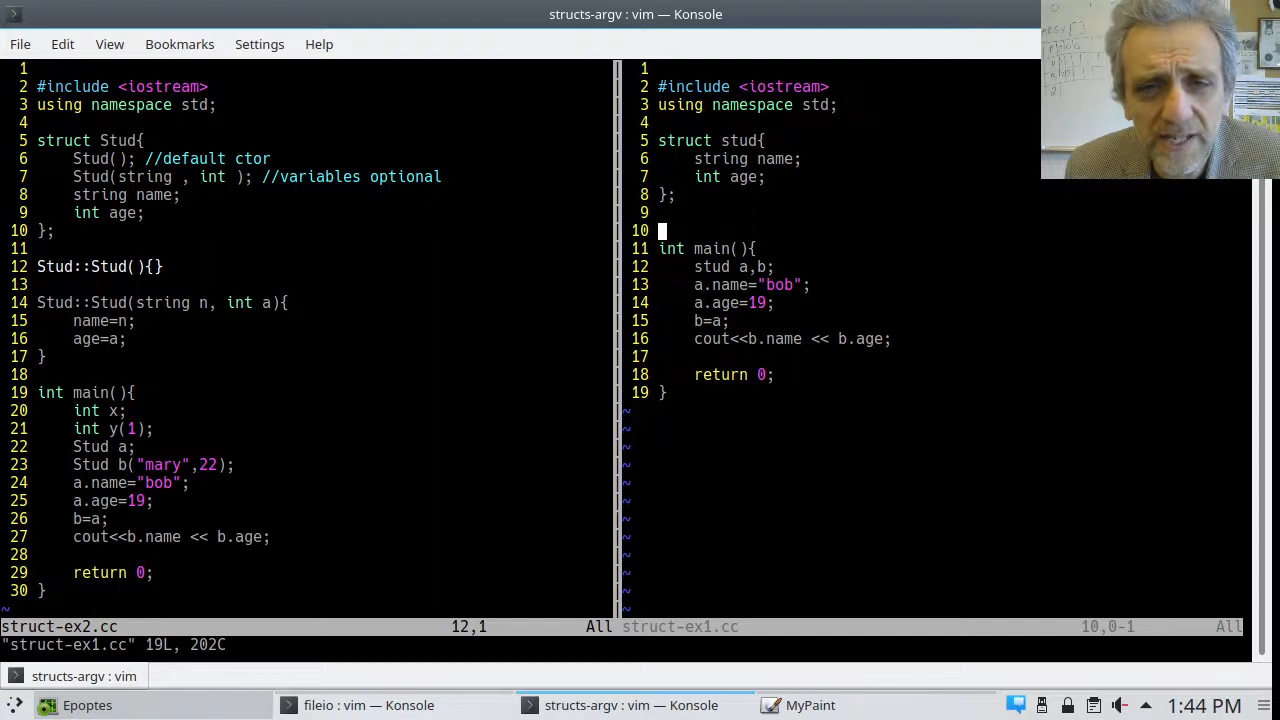 structs-argv : vim — Konsole
File Edit View Bookmarks Settings Help
1
2 #include <iostream>
3 using namespace std;
4
5 struct Stud{
6 Stud(); //default ctor
7 Stud(string , int ); //variables optional
8 string name;
9 int age;
10 };
11
12 Stud::Stud(){}
13
14 Stud::Stud(string n, int a){
15 name=n;
16 age=a;
17 }
18
19 int main(){
20 int x;
21 int y(1);
22 Stud a;
23 Stud b("mary",22);
24 a.name="bob";
25 a.age=19;
26 b=a;
27 cout<<b.name << b.age;
28
29 return 0;
30 }
~
struct-ex2.cc 12,1 All
1
2 #include <iostream>
3 using namespace std;
4
5 struct stud{
6 string name;
7 int age;
8 };
9
10
11 int main(){
12 stud a,b;
13 a.name="bob";
14 a.age=19;
15 b=a;
16 cout<<b.name << b.age;
17
18 return 0;
19 }
~
~
~
~
~
~
~
~
~
~
~
~
struct-ex1.cc 10,0-1 All
"struct-ex1.cc" 19L, 202C
structs-argv : vim
Epoptes
fileio : vim — Konsole
structs-argv : vim — Konsole
MyPaint
1:44 PM